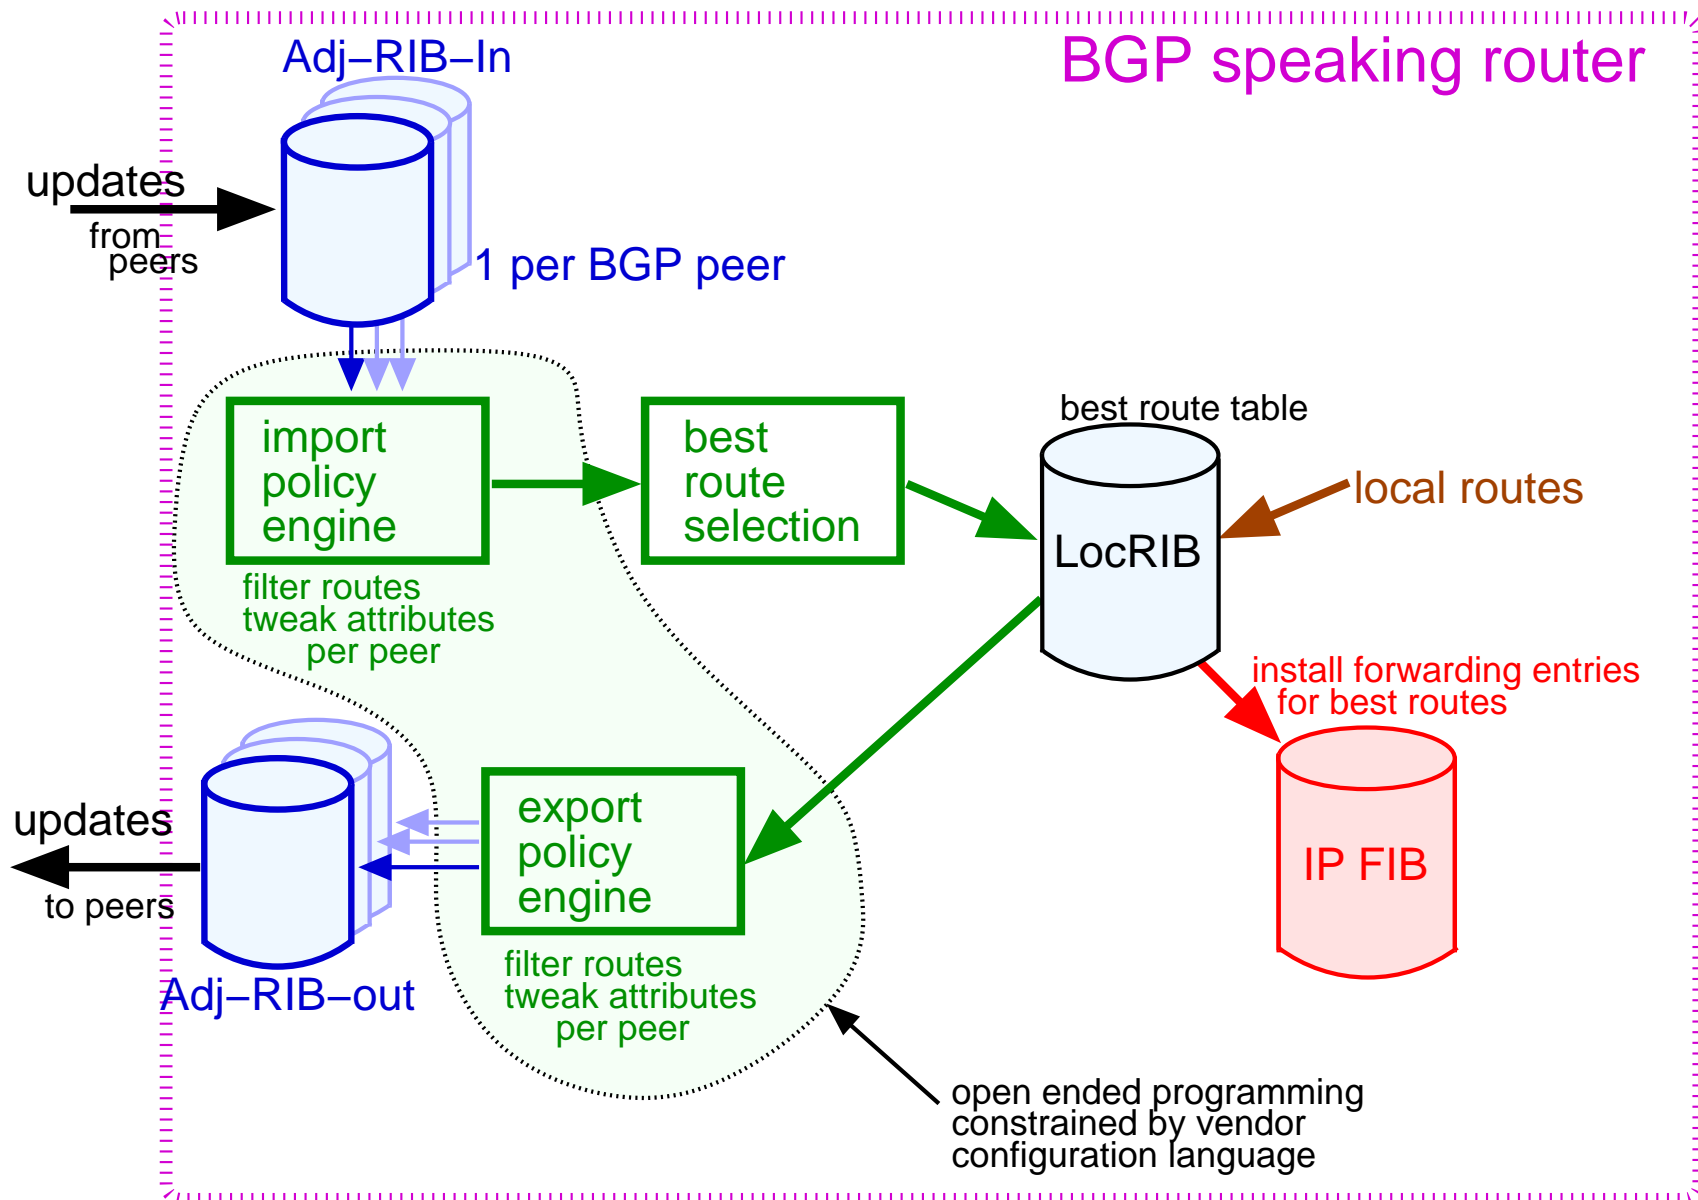 BGP speaking router
Adj−RIB−In
updates
from
peers
1 per BGP peer
import
policy
engine
filter routes
tweak attributes
per peer
best
route
selection
best route table
LocRIB
local routes
install forwarding entries
for best routes
IP FIB
export
policy
engine
filter routes
tweak attributes
per peer
updates
to peers
Adj−RIB−out
open ended programming
constrained by vendor
configuration language